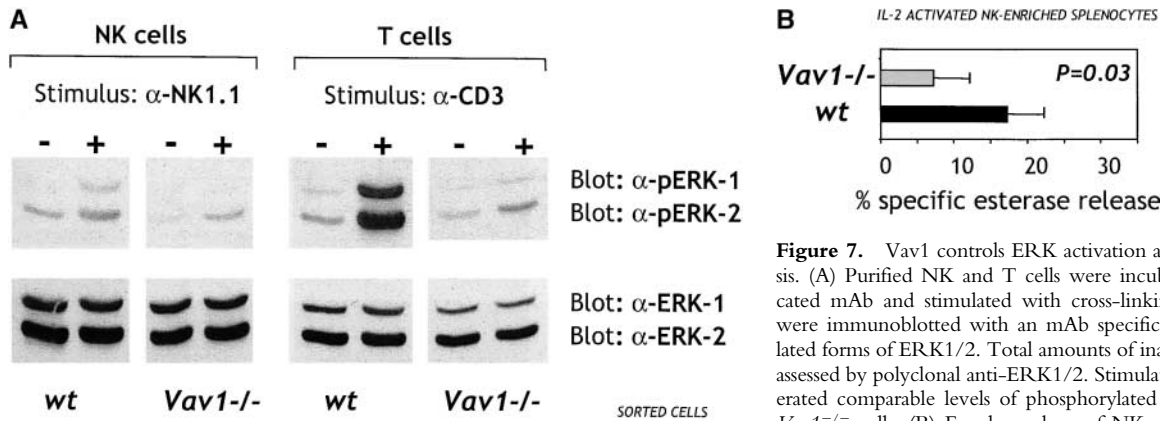 A
NK cells
T cells
Stimulus: α-NK1.1
Stimulus: α-CD3
- + - + - + - +
Blot: α-pERK-1
Blot: α-pERK-2
Blot: α-ERK-1
Blot: α-ERK-2
wt Vav1-/- wt Vav1-/-
SORTED CELLS
B
IL-2 ACTIVATED NK-ENRICHED SPLENOCYTES
Vav1-/-
P=0.03
wt
0 10 20 30
% specific esterase release
Figure 7. Vav1 controls ERK activation a
sis. (A) Purified NK and T cells were incub
cated mAb and stimulated with cross-linki
were immunoblotted with an mAb specific
lated forms of ERK1/2. Total amounts of ina
assessed by polyclonal anti–ERK1/2. Stimulat
erated comparable levels of phosphorylated